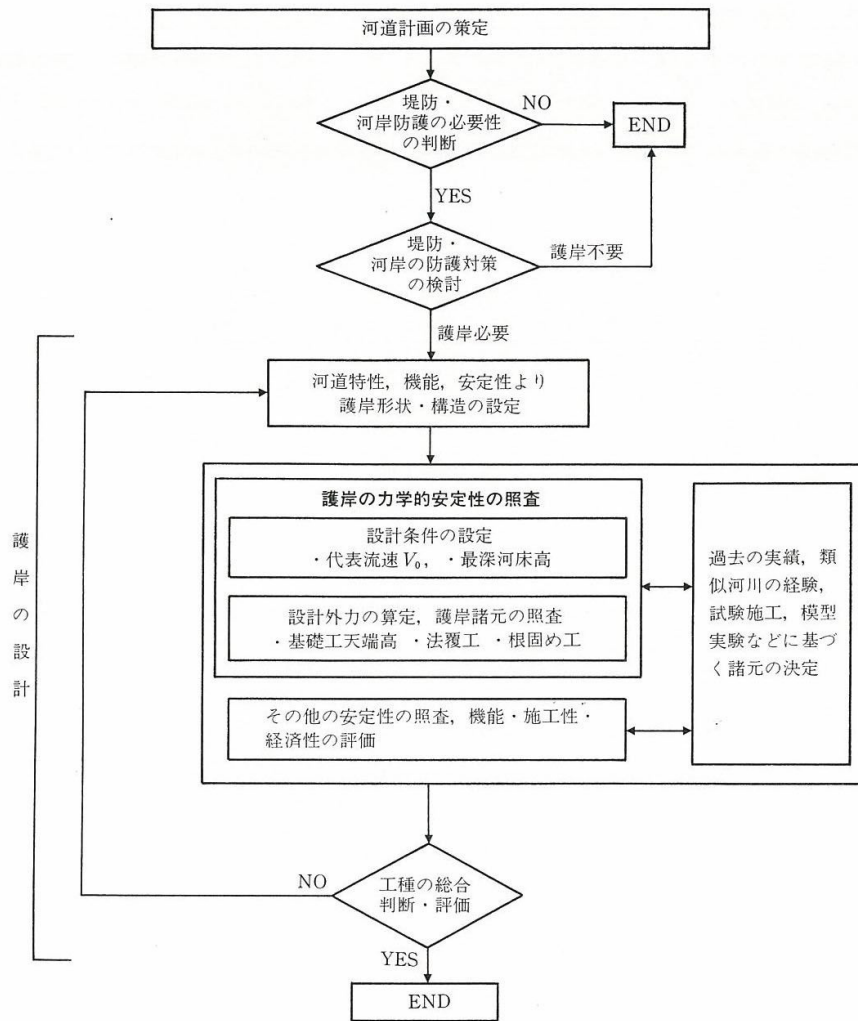 河道計画の策定
堤防・
河岸防護の必要性
の判断
NO
END
YES
堤防・
河岸の防護対策
の検討
護岸不要
護岸必要
河道特性，機能，安定性より
護岸形状・構造の設定
護岸の設計
護岸の力学的安定性の照査
設計条件の設定
・代表流速V₀，・最深河床高
設計外力の算定，護岸諸元の照査
・基礎工天端高 ・法覆工 ・根固め工
その他の安定性の照査，機能・施工性・
経済性の評価
過去の実績，類
似河川の経験，
試験施工，模型
実験などに基づ
く諸元の決定
工種の総合
判断・評価
NO
YES
END